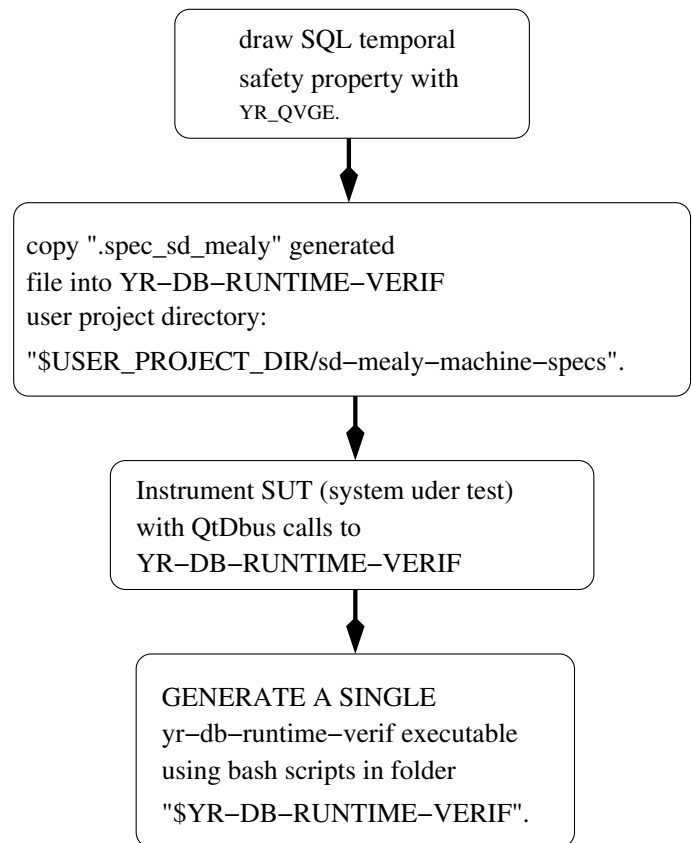 draw SQL temporal
safety property with
YR_QVGE.
copy ".spec_sd_mealy" generated
file into YR−DB−RUNTIME−VERIF
user project directory:
"$USER_PROJECT_DIR/sd−mealy−machine−specs".
Instrument SUT (system uder test)
with QtDbus calls to
YR−DB−RUNTIME−VERIF
GENERATE A SINGLE
yr−db−runtime−verif executable
using bash scripts in folder
"$YR−DB−RUNTIME−VERIF".